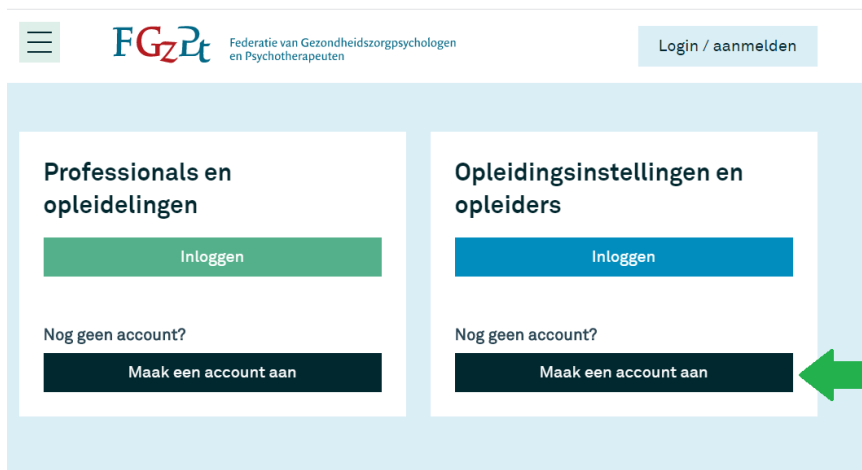 FGzPt
Federatie van Gezondheidszorgpsychologen
en Psychotherapeuten
Login / aanmelden
Professionals en
opleidelingen
Inloggen
Nog geen account?
Maak een account aan
Opleidingsinstellingen en
opleiders
Inloggen
Nog geen account?
Maak een account aan